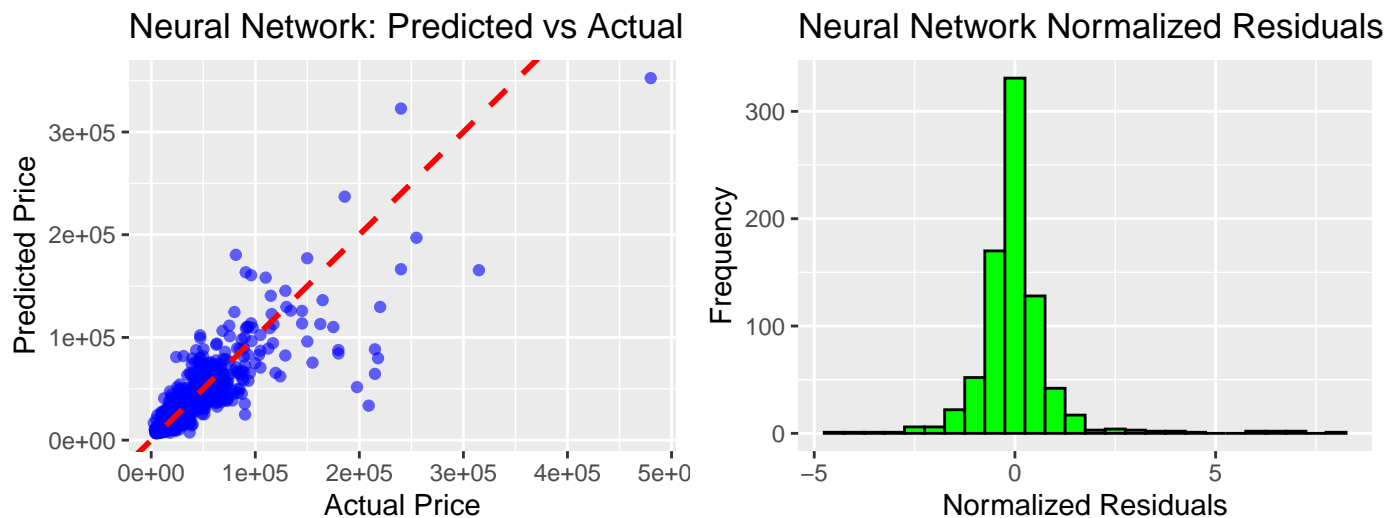 Neural Network: Predicted vs Actual
Predicted Price
3e+05
2e+05
1e+05
0e+00
0e+00 1e+05 2e+05 3e+05 4e+05 5e+0
Actual Price
Neural Network Normalized Residuals
Frequency
300
200
100
0
−5 0 5
Normalized Residuals